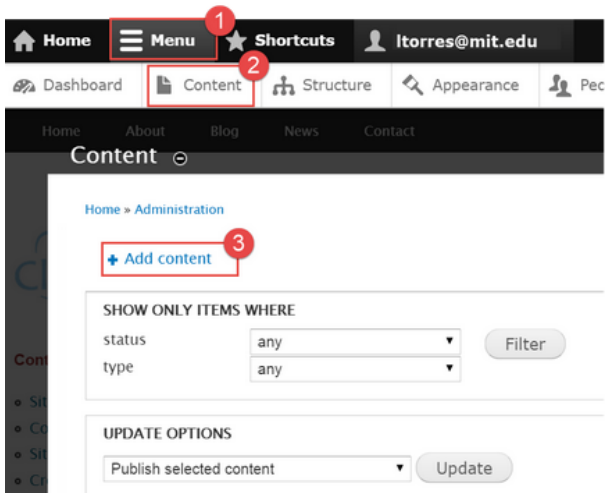 1
Home Menu Shortcuts ltorres@mit.edu
2
Dashboard Content Structure Appearance
Home About Blog News Contact
Content
Home » Administration
3
+ Add content
SHOW ONLY ITEMS WHERE
status any Filter
type any
UPDATE OPTIONS
Publish selected content Update